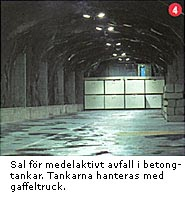 4
Sal för medelaktivt avfall i betong-
tankar. Tankarna hanteras med
gaffeltruck.